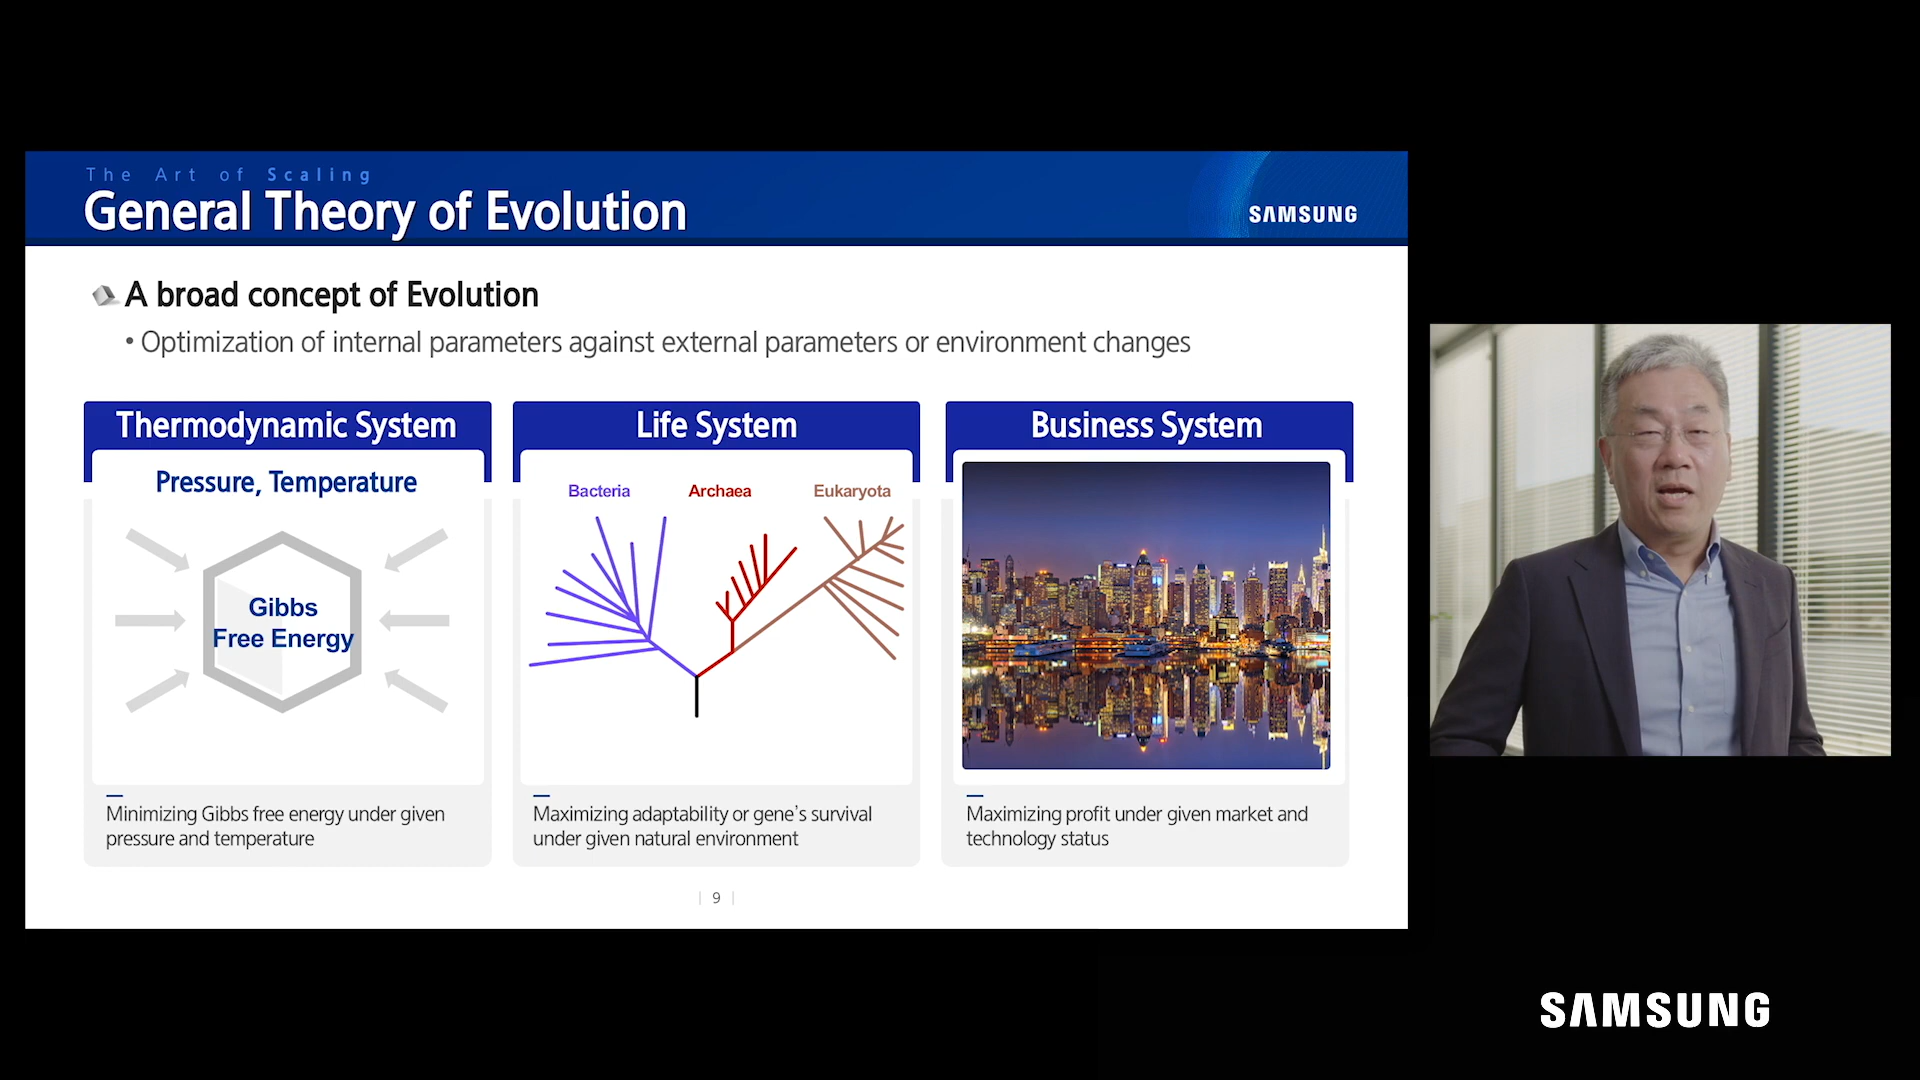 The Art of Scaling
General Theory of Evolution
SAMSUNG
A broad concept of Evolution
• Optimization of internal parameters against external parameters or environment changes
Thermodynamic System
Pressure, Temperature
Gibbs
Free Energy
Minimizing Gibbs free energy under given
pressure and temperature
Life System
Bacteria
Archaea
Eukaryota
Maximizing adaptability or gene's survival
under given natural environment
Business System
Maximizing profit under given market and
technology status
| 9 |
SAMSUNG